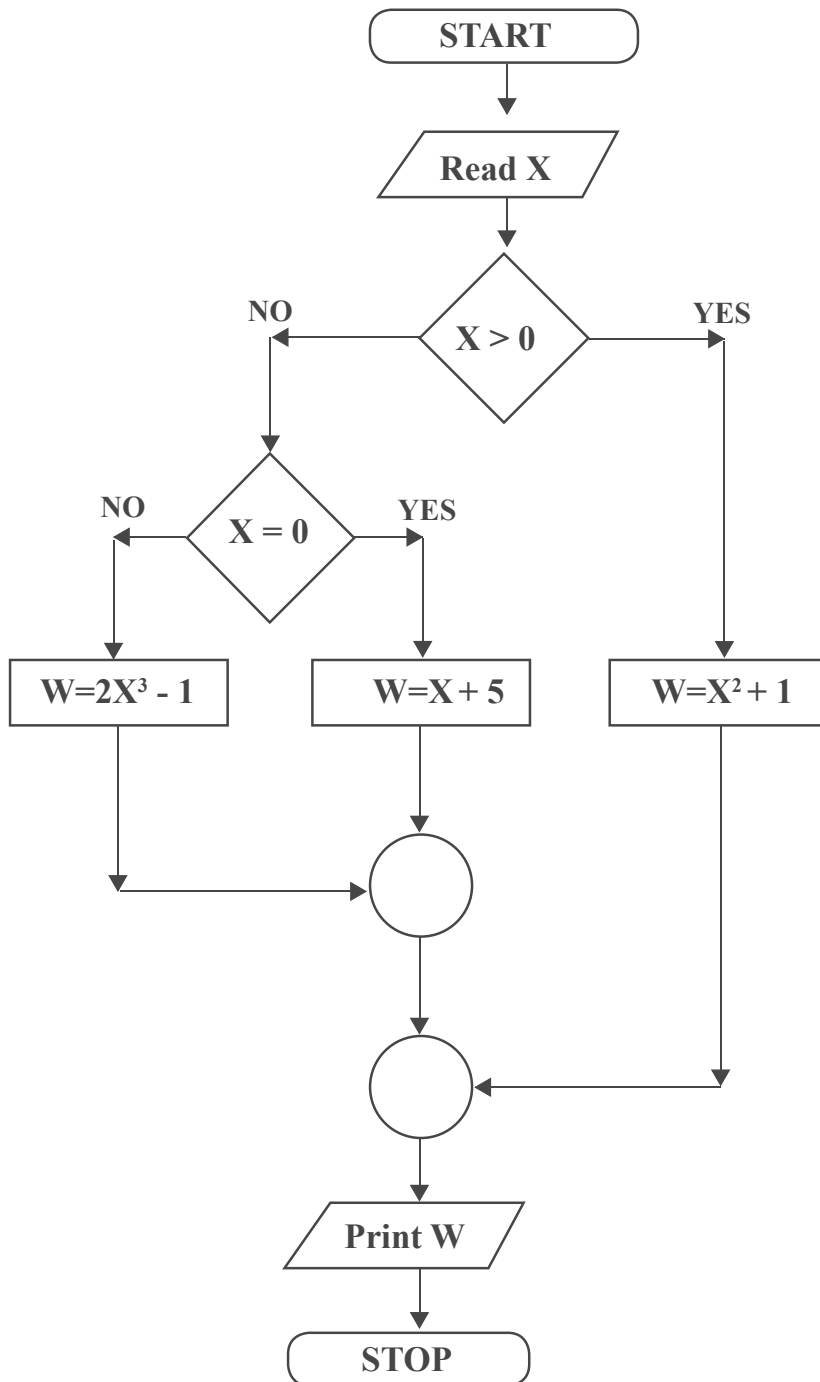 START
Read X
NO
YES
X > 0
NO
YES
X = 0
W=2X³ - 1
W=X + 5
W=X² + 1
Print W
STOP